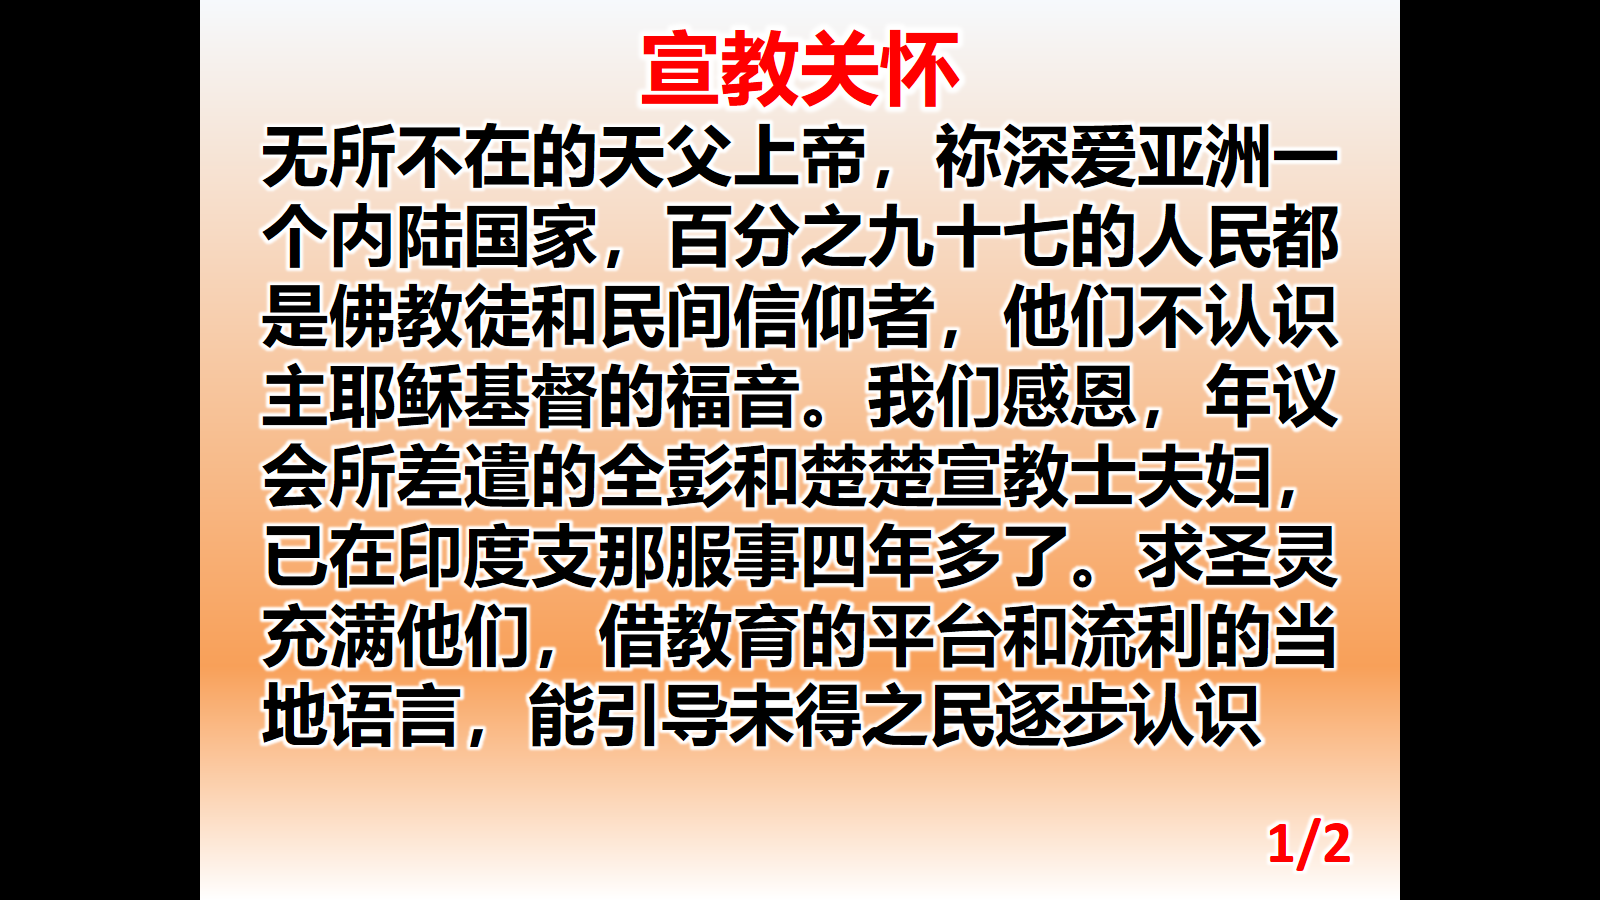 宣教关怀
无所不在的天父上帝，祢深爱亚洲一
个内陆国家，百分之九十七的人民都
是佛教徒和民间信仰者，他们不认识
主耶稣基督的福音。我们感恩，年议
会所差遣的全彭和楚楚宣教士夫妇，
已在印度支那服事四年多了。求圣灵
充满他们，借教育的平台和流利的当
地语言，能引导未得之民逐步认识
1/2